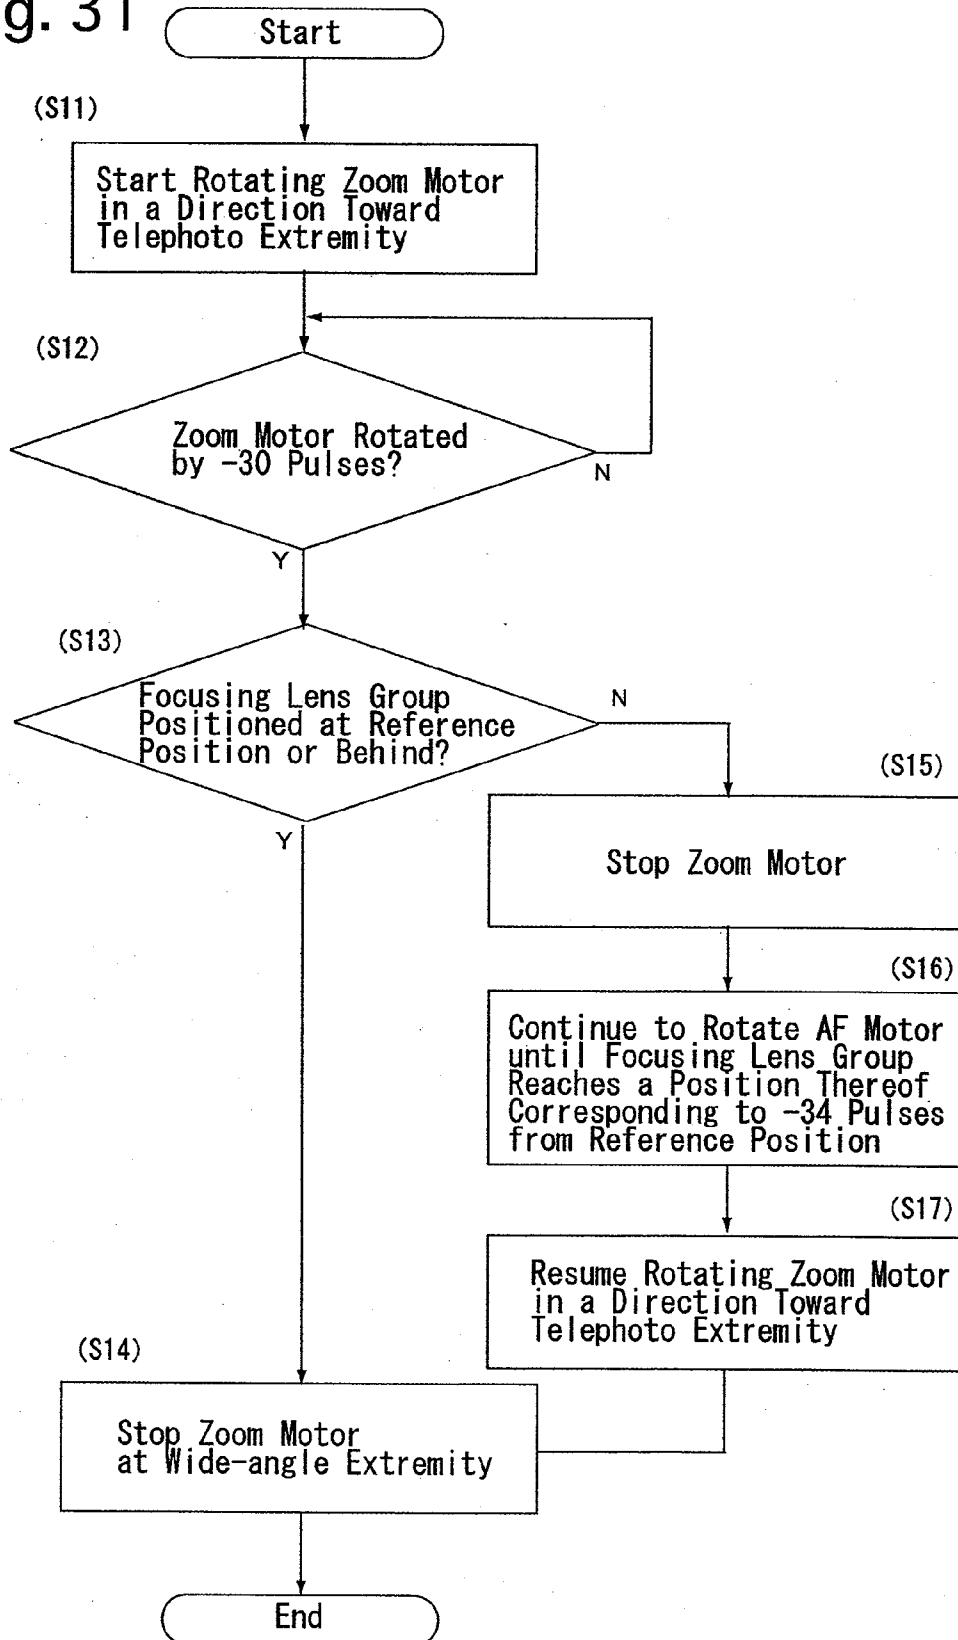 g. 31
Start
(S11)
Start Rotating Zoom Motor
in a Direction Toward
Telephoto Extremity
(S12)
Zoom Motor Rotated
by -30 Pulses?
N
Y
(S13)
Focusing Lens Group
Positioned at Reference
Position or Behind?
N
Y
(S15)
Stop Zoom Motor
(S16)
Continue to Rotate AF Motor
until Focusing Lens Group
Reaches a Position Thereof
Corresponding to -34 Pulses
from Reference Position
(S17)
Resume Rotating Zoom Motor
in a Direction Toward
Telephoto Extremity
(S14)
Stop Zoom Motor
at Wide-angle Extremity
End